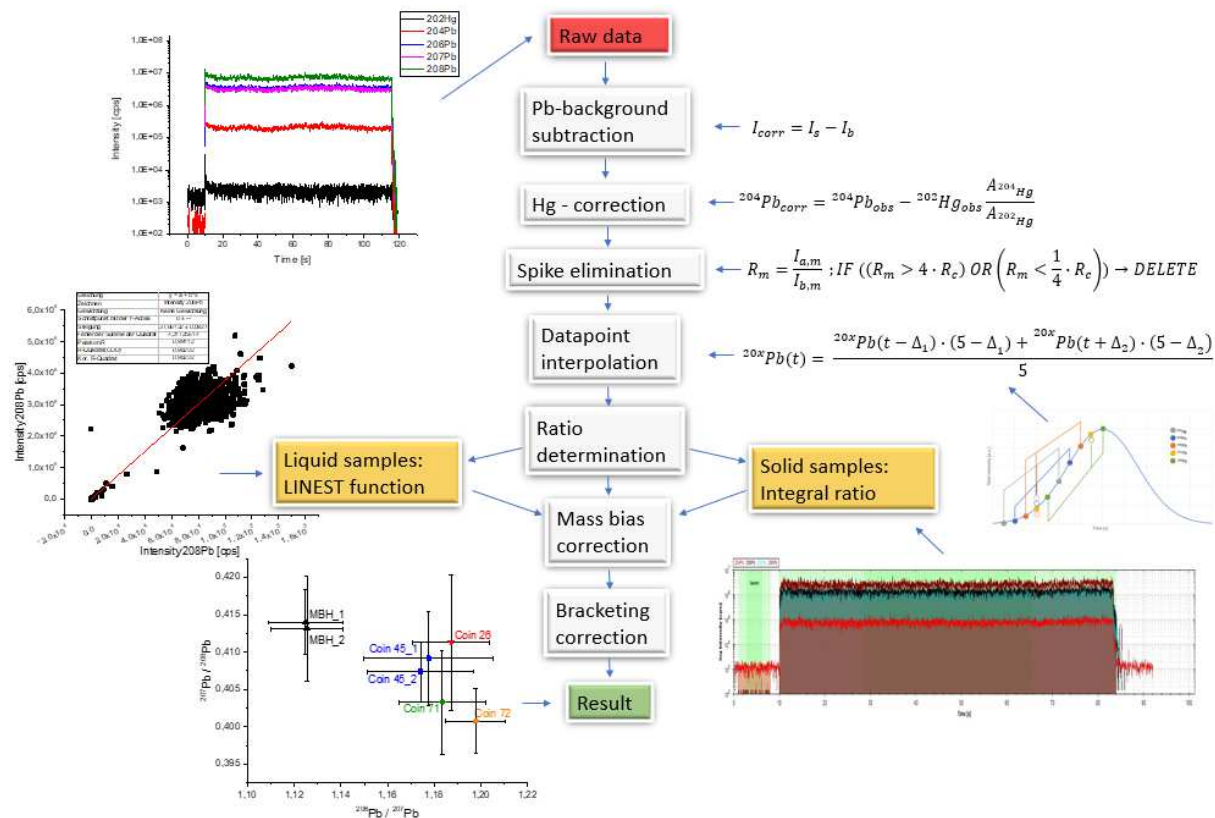 202Hg
204Pb
206Pb
207Pb
208Pb
1,0E+08
1,0E+07
1,0E+06
1,0E+05
1,0E+04
1,0E+03
1,0E+02
Intensity [cps]
0 20 40 60 80 100 120
Time [s]
Raw data
Pb-background
subtraction
I_corr = I_s − I_b
Hg - correction
²⁰⁴Pb_corr = ²⁰⁴Pb_obs − ²⁰²Hg_obs A_²⁰⁴Hg / A_²⁰²Hg
Spike elimination
R_m = I_a,m / I_b,m ; IF ((R_m > 4 · R_c) OR (R_m < 1/4 · R_c)) → DELETE
Datapoint
interpolation
²⁰ˣPb(t) = (²⁰ˣPb(t − Δ₁) · (5 − Δ₁) + ²⁰ˣPb(t + Δ₂) · (5 − Δ₂)) / 5
Ratio
determination
Liquid samples:
LINEST function
Solid samples:
Integral ratio
Mass bias
correction
Bracketing
correction
Result
Intensity208Pb [cps]
Intensity208Pb [cps]
0,420
0,415
0,410
0,405
0,400
0,395
²⁰⁷Pb / ²⁰⁸Pb
MBH_1
MBH_2
Coin 28
Coin 45_1
Coin 45_2
Coin 71
Coin 72
1,10 1,12 1,14 1,16 1,18 1,20 1,22
²⁰⁶Pb / ²⁰⁷Pb